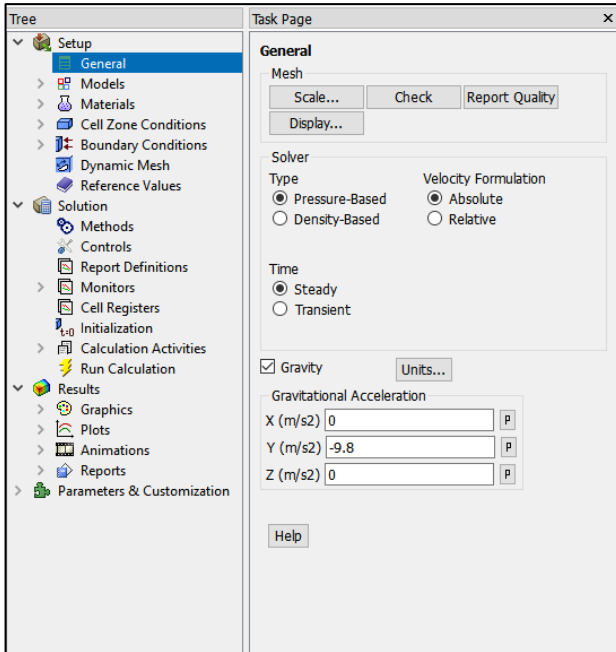 Tree
Setup
General
Models
Materials
Cell Zone Conditions
Boundary Conditions
Dynamic Mesh
Reference Values
Solution
Methods
Controls
Report Definitions
Monitors
Cell Registers
t=0 Initialization
Calculation Activities
Run Calculation
Results
Graphics
Plots
Animations
Reports
Parameters & Customization
Task Page
General
Mesh
Scale... Check Report Quality
Display...
Solver
Type Velocity Formulation
Pressure-Based Absolute
Density-Based Relative
Time
Steady
Transient
Gravity Units...
Gravitational Acceleration
X (m/s2) 0 P
Y (m/s2) -9.8 P
Z (m/s2) 0 P
Help